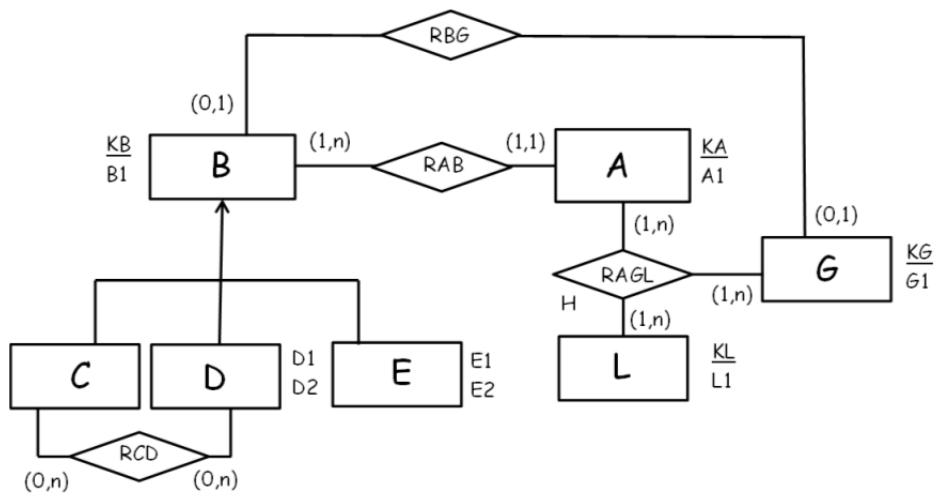 RBG
(0,1)
KB
B1
B
(1,n)
RAB
(1,1)
A
KA
A1
(1,n)
(0,1)
RAGL
H
(1,n)
G
KG
G1
(1,n)
L
KL
L1
C
D
D1
D2
E
E1
E2
RCD
(0,n)
(0,n)